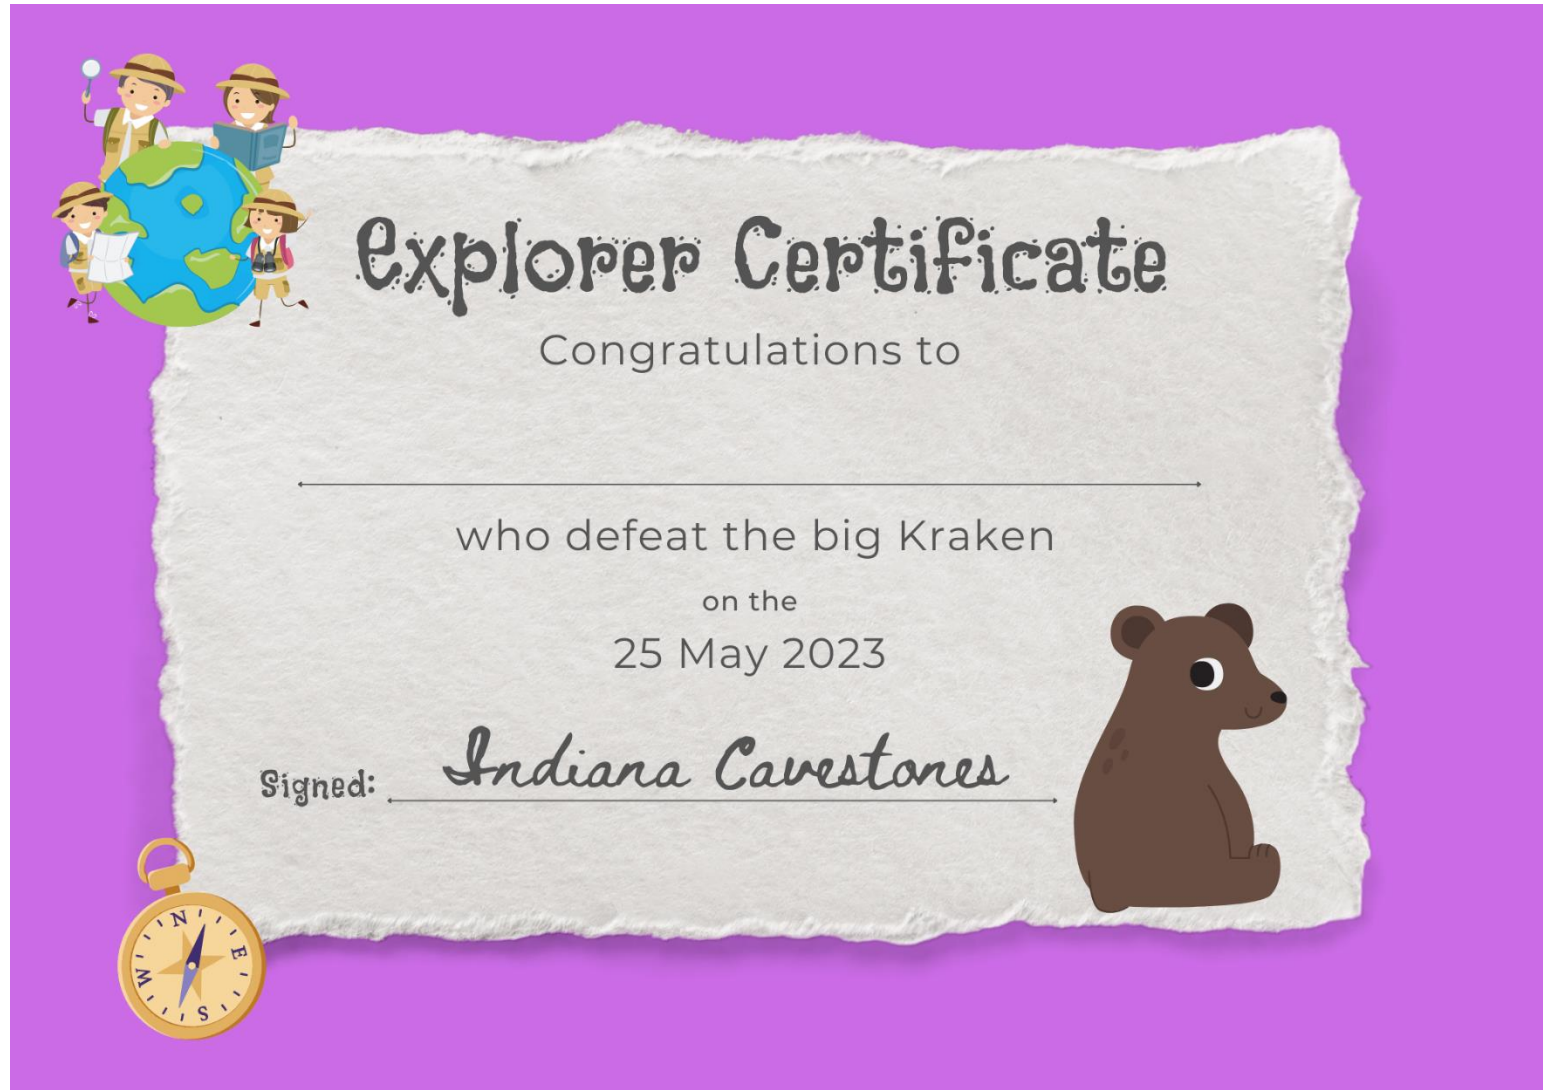 Explorer Certificate
Congratulations to
who defeat the big Kraken
on the
25 May 2023
Signed: Indiana Cavestones
N
E
S
W